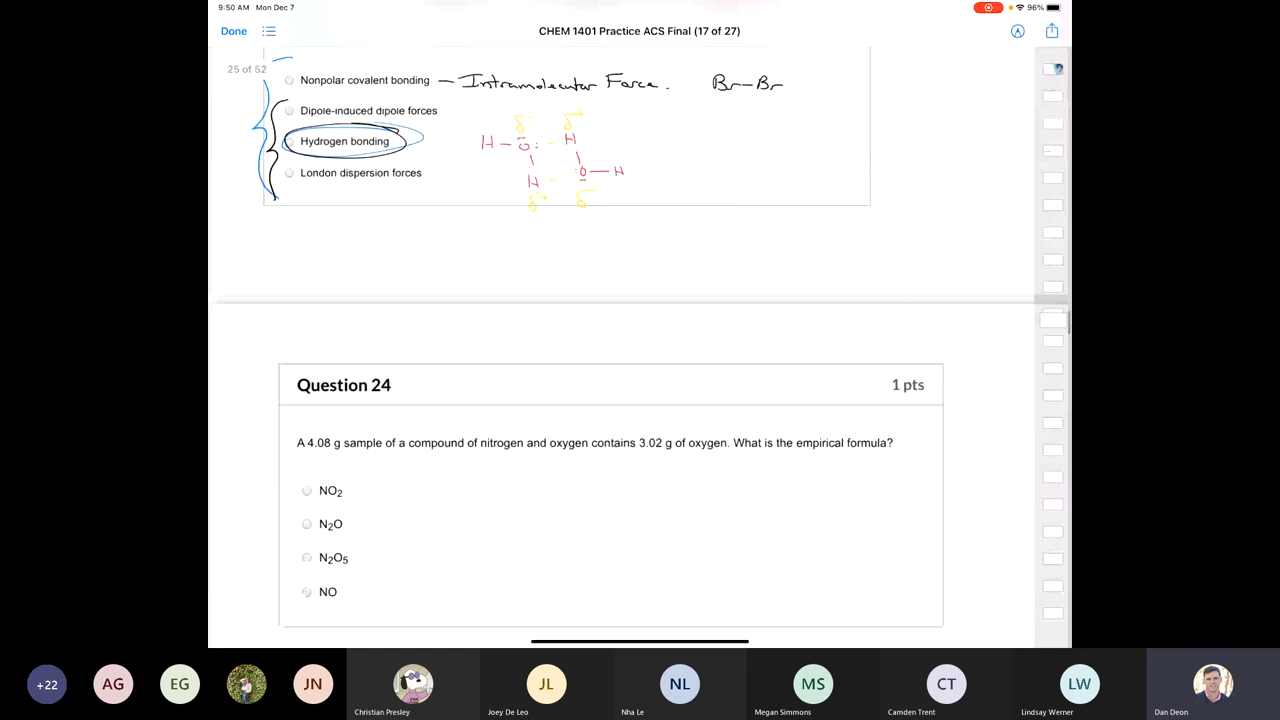 9:50 AM Mon Dec 7
96%
Done
CHEM 1401 Practice ACS Final (17 of 27)
25 of 52
Nonpolar covalent bonding — Intramolecular Force. Br—Br
Dipole-induced dipole forces
δ⁻ δ⁺
Hydrogen bonding
H — O: H
London dispersion forces
H :O — H
δ⁺ δ⁻
Question 24
1 pts
A 4.08 g sample of a compound of nitrogen and oxygen contains 3.02 g of oxygen. What is the empirical formula?
NO₂
N₂O
N₂O₅
NO
+22
AG
EG
JN
JL
NL
MS
CT
LW
Christian Presley
Joey De Leo
Nha Le
Megan Simmons
Camden Trent
Lindsay Werner
Dan Deon